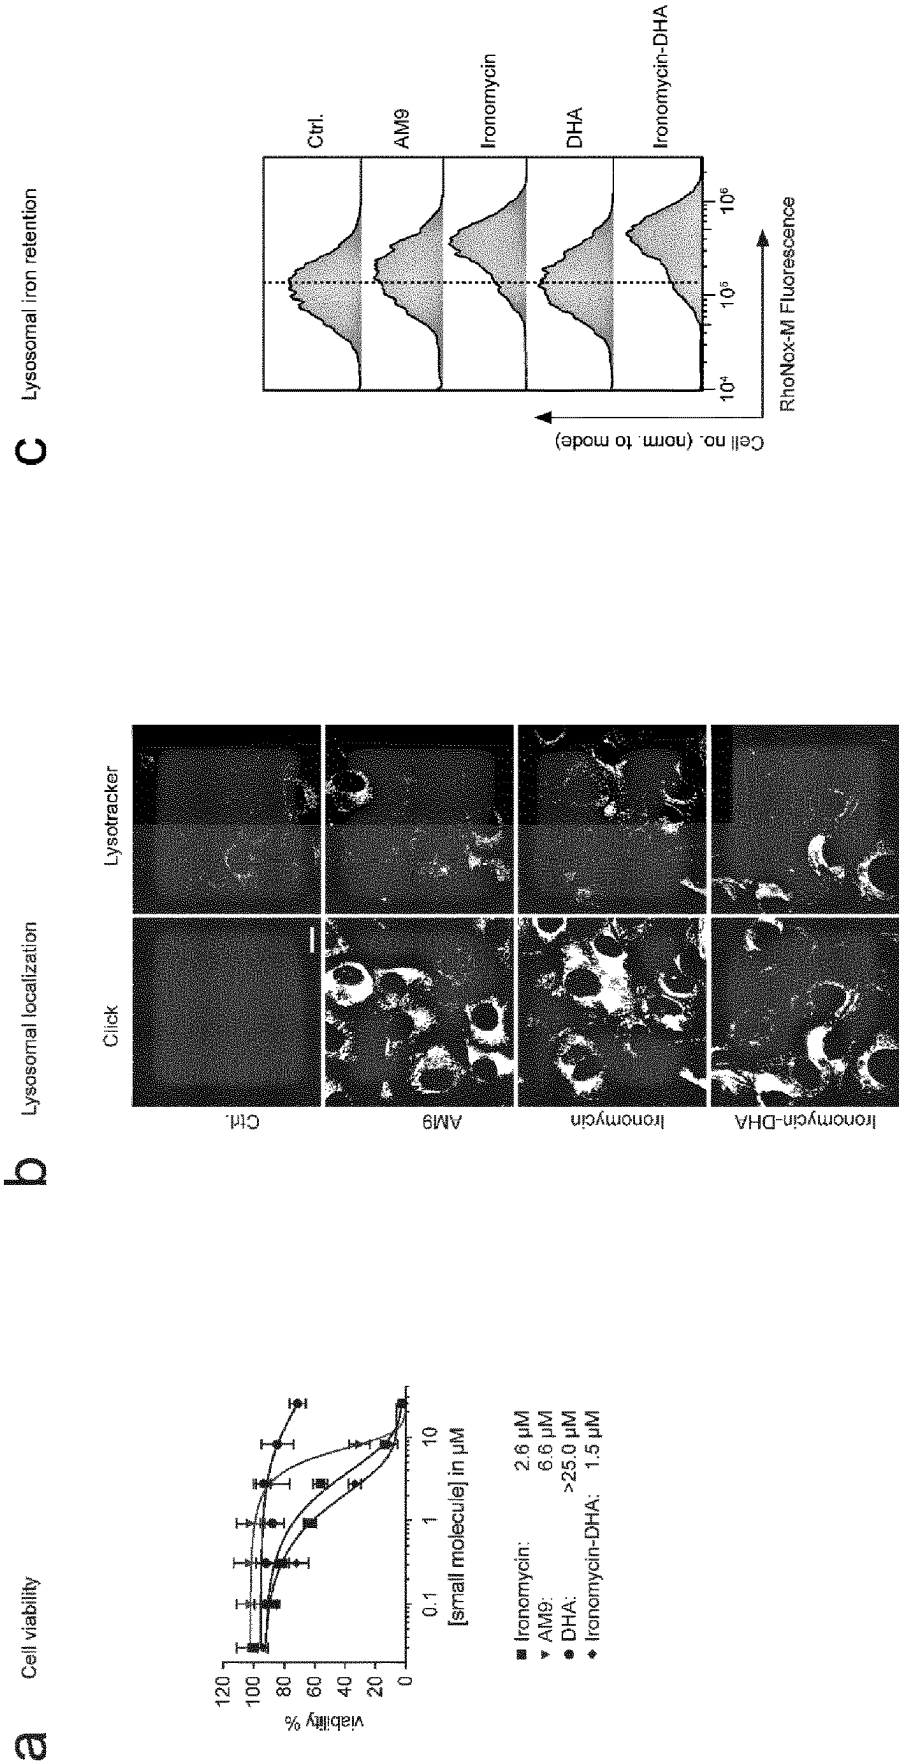 a
Cell viability
viability %
120
100
80
60
40
20
0
0.1
1
10
[small molecule] in µM
Ironomycin: 2.6 µM
AM9: 6.6 µM
DHA: >25.0 µM
Ironomycin-DHA: 1.5 µM
b
Lysosomal localization
Click
Lysotracker
Ctrl.
AM9
Ironomycin
Ironomycin-DHA
c
Lysosomal iron retention
Ctrl.
AM9
Ironomycin
DHA
Ironomycin-DHA
Cell no. (norm. to mode)
10⁴
10⁵
10⁶
RhoNox-M Fluorescence